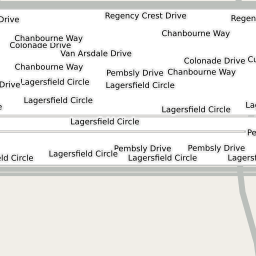 Drive
Regency Crest Drive
Regen
Chanbourne Way
Chanbourne Way
Colonade Drive
Van Arsdale Drive
Colonade Drive
Cu
Chanbourne Way
Pembsly Drive
Chanbourne Way
Drive
Lagersfield Circle
Lagersfield Circle
Lagersfield Circle
e
Lagersfield Circle
Lag
Lagersfield Circle
Pe
Pembsly Drive
Pembsly Drive
eld Circle
Lagersfield Circle
Lagersfield Circle
Lagersf